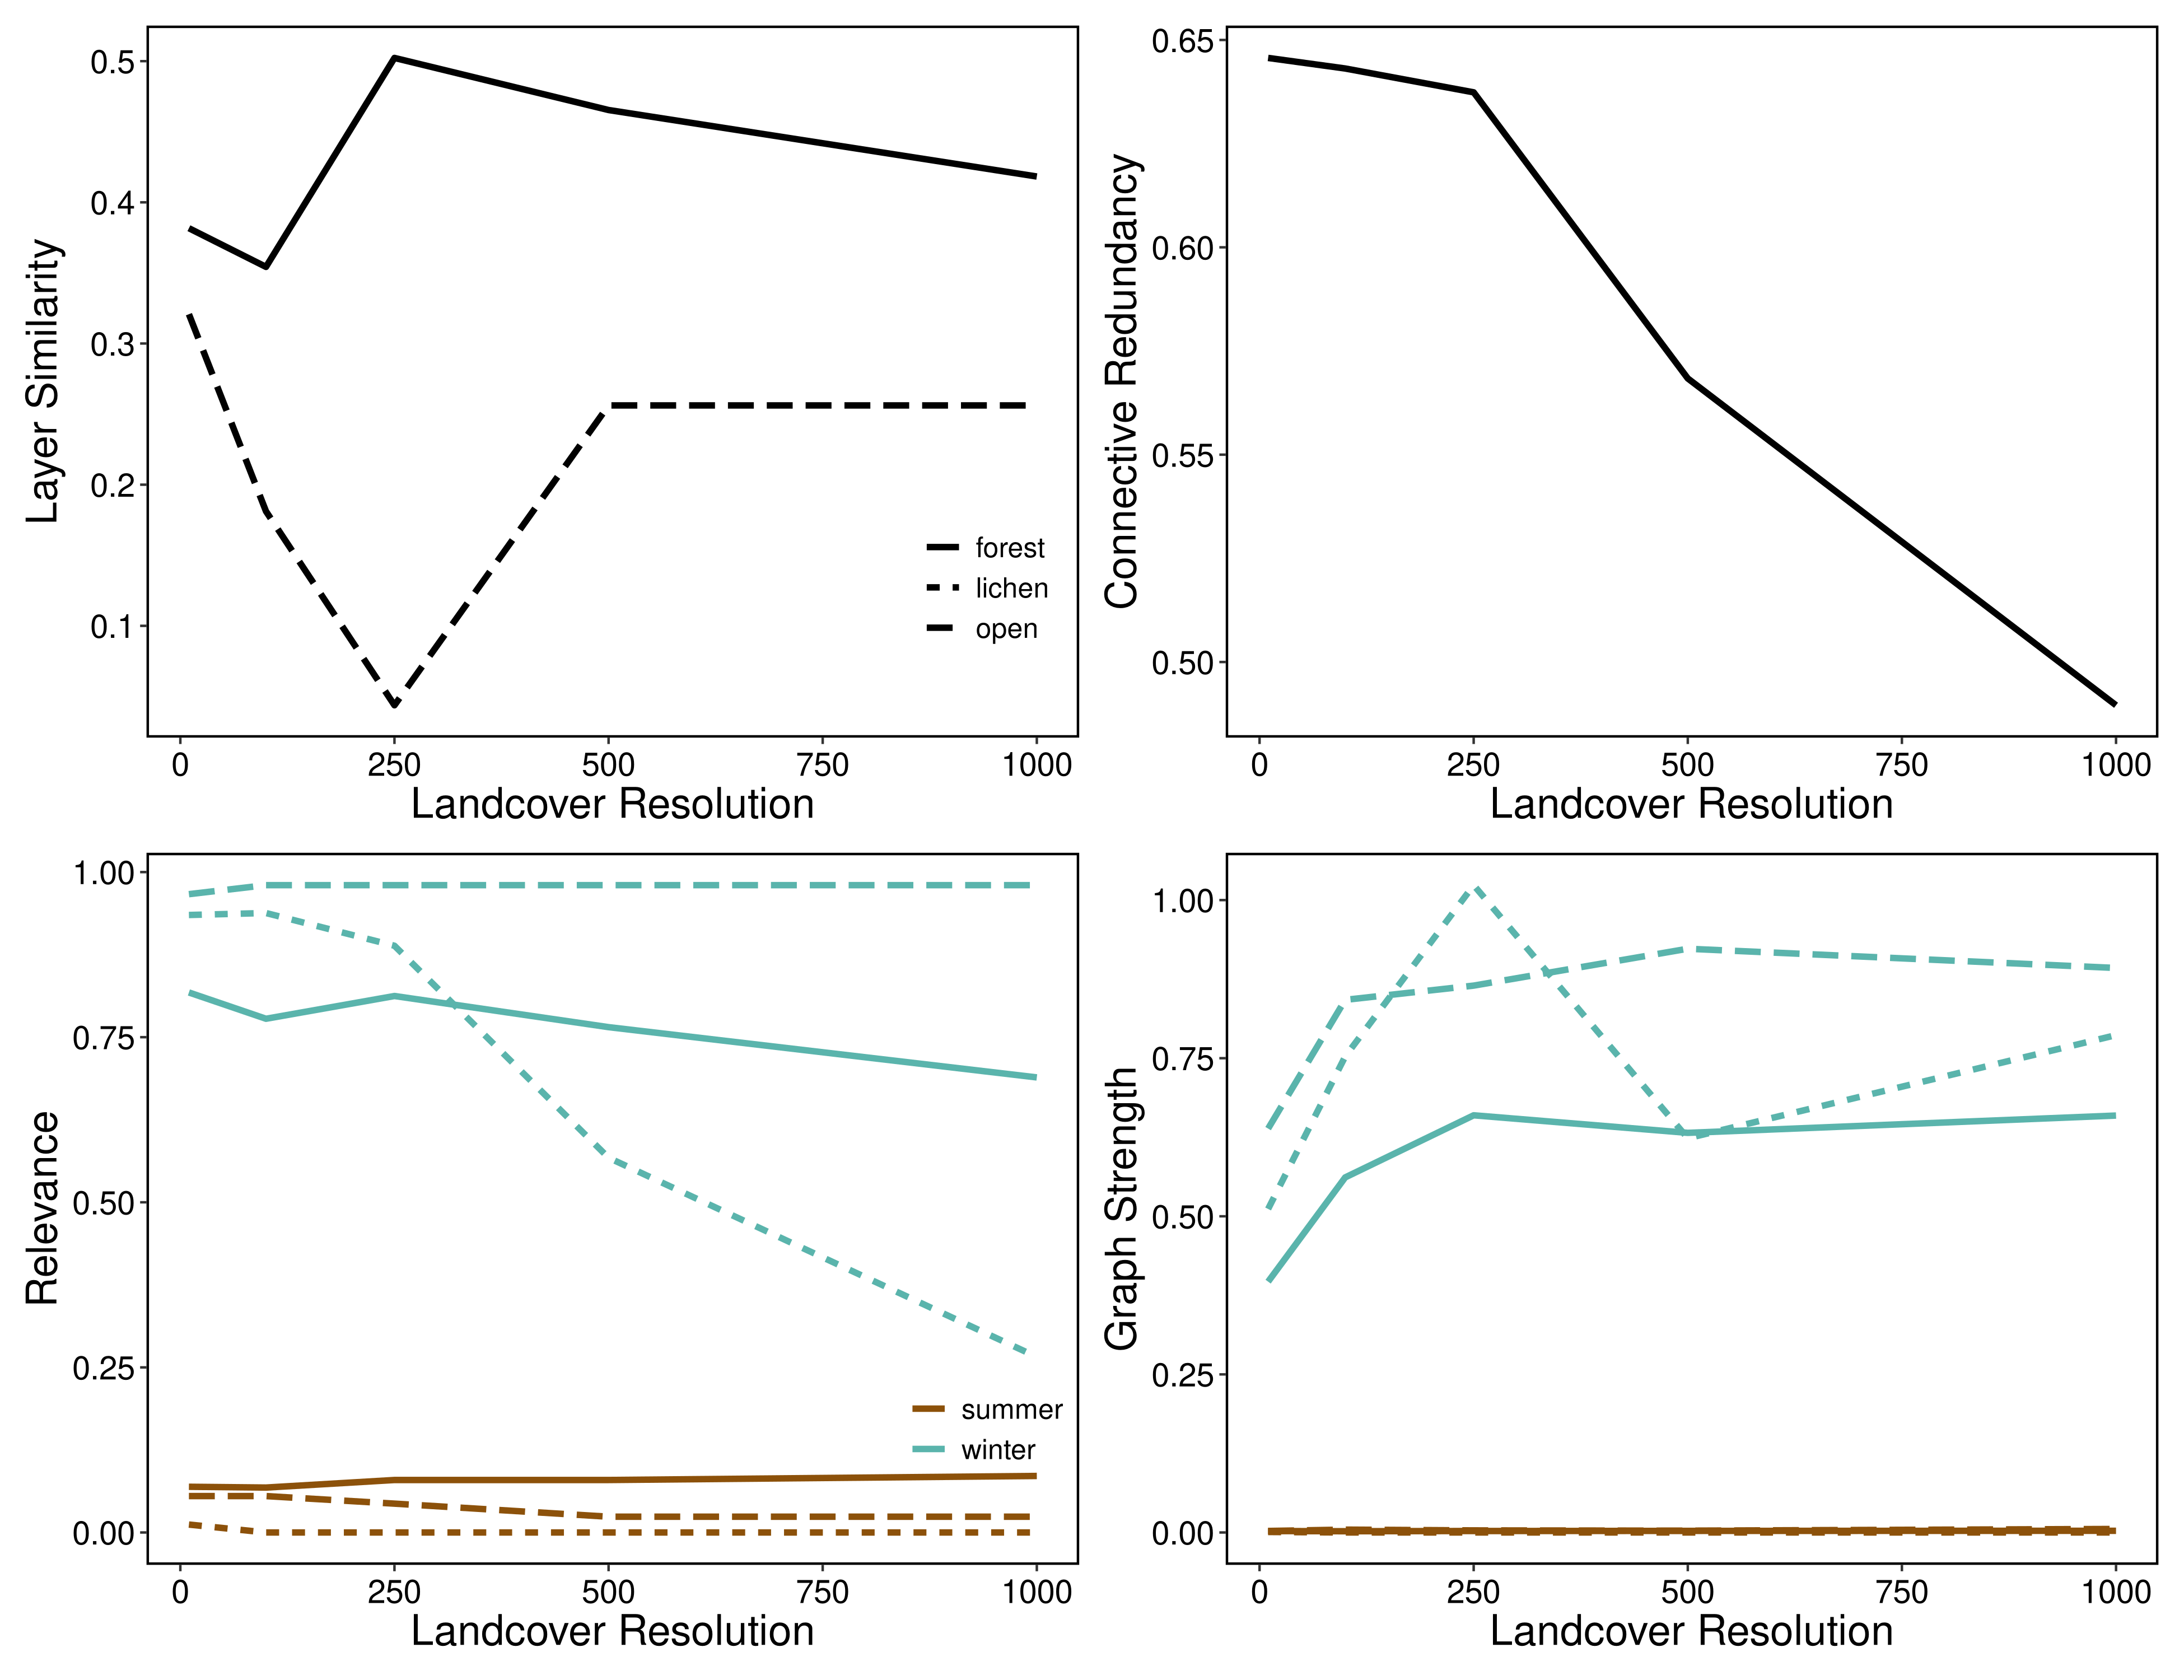 Layer Similarity
0.5
0.4
0.3
0.2
0.1
forest
lichen
open
0 250 500 750 1000
Landcover Resolution
Connective Redundancy
0.65
0.60
0.55
0.50
0 250 500 750 1000
Landcover Resolution
Relevance
1.00
0.75
0.50
0.25
0.00
summer
winter
0 250 500 750 1000
Landcover Resolution
Graph Strength
1.00
0.75
0.50
0.25
0.00
0 250 500 750 1000
Landcover Resolution